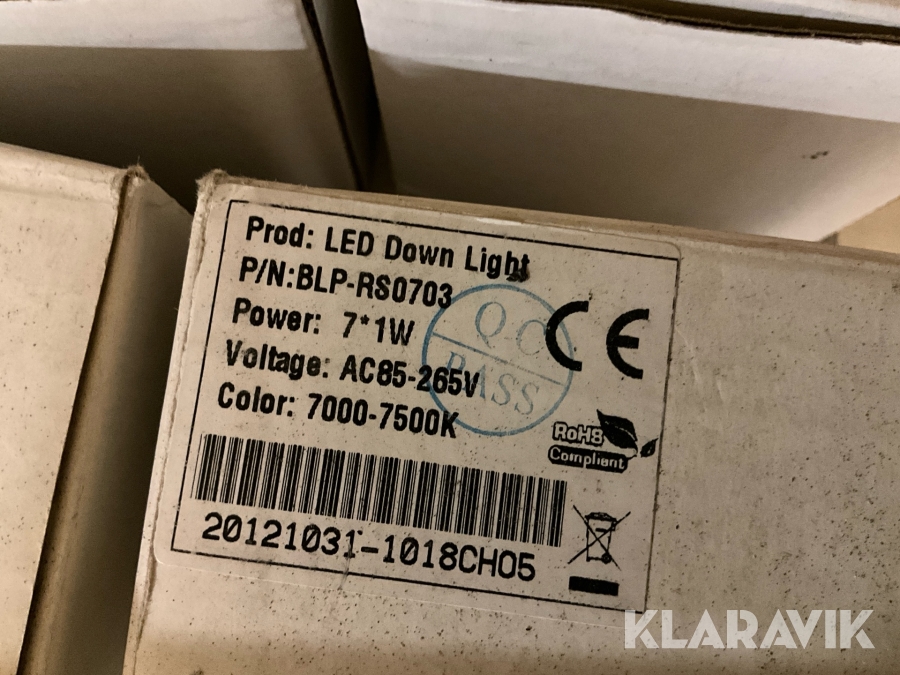 Prod: LED Down Light
P/N:BLP-RS0703
Power: 7*1W
Voltage: AC85-265V
Color: 7000-7500K
QC
PASS
CE
RoHS
Compliant
20121031-1018CH05
KLARAVIK